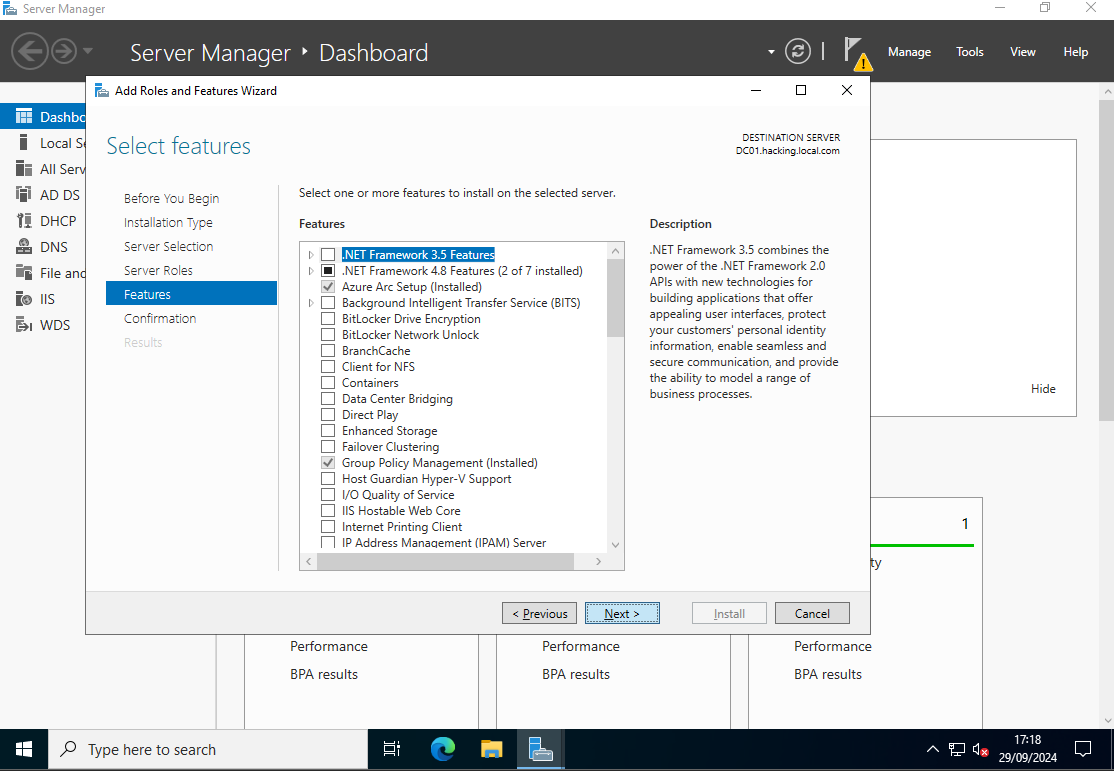 Server Manager
Server Manager • Dashboard
Manage Tools View Help
Dashbo
Local Se
All Serv
AD DS
DHCP
DNS
File and
IIS
WDS
Add Roles and Features Wizard
Select features
DESTINATION SERVER
DC01.hacking.local.com
Before You Begin
Installation Type
Server Selection
Server Roles
Features
Confirmation
Results
Select one or more features to install on the selected server.
Features
.NET Framework 3.5 Features
.NET Framework 4.8 Features (2 of 7 installed)
Azure Arc Setup (Installed)
Background Intelligent Transfer Service (BITS)
BitLocker Drive Encryption
BitLocker Network Unlock
BranchCache
Client for NFS
Containers
Data Center Bridging
Direct Play
Enhanced Storage
Failover Clustering
Group Policy Management (Installed)
Host Guardian Hyper-V Support
I/O Quality of Service
IIS Hostable Web Core
Internet Printing Client
IP Address Management (IPAM) Server
Description
.NET Framework 3.5 combines the
power of the .NET Framework 2.0
APIs with new technologies for
building applications that offer
appealing user interfaces, protect
your customers' personal identity
information, enable seamless and
secure communication, and provide
the ability to model a range of
business processes.
< Previous Next > Install Cancel
Hide
1
ty
Performance Performance Performance
BPA results BPA results BPA results
Type here to search
17:18
29/09/2024